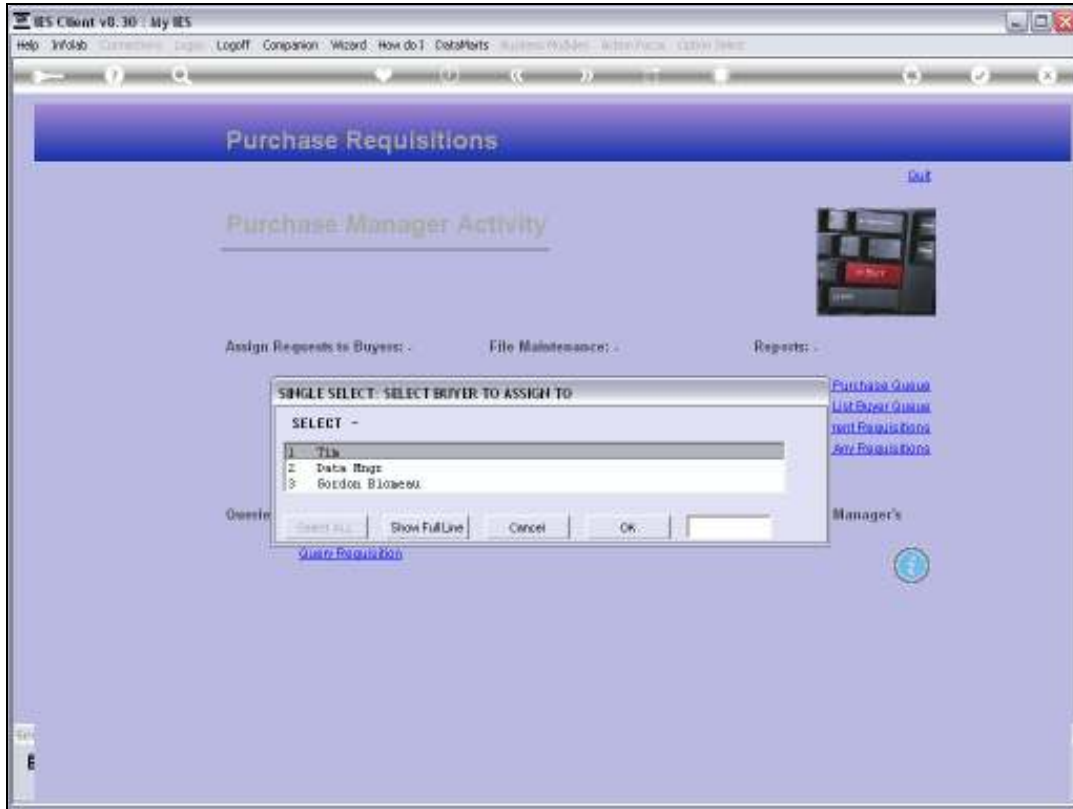 IES Client v8.30 : My IES
Help Infolab Logoff Companion Wizard How do I DataMarts
Purchase Requisitions
Quit
Purchase Manager Activity
Assign Requests to Buyers: - File Maintenance: - Reports: -
Purchase Queue
List Buyer Queue
Requisitions
Any Requisitions
SINGLE SELECT: SELECT BUYER TO ASSIGN TO
SELECT -
1 Tim
2 Data Mngr
3 Gordon
Select ALL Show Full Line Cancel OK
Manager's
Query Requisition